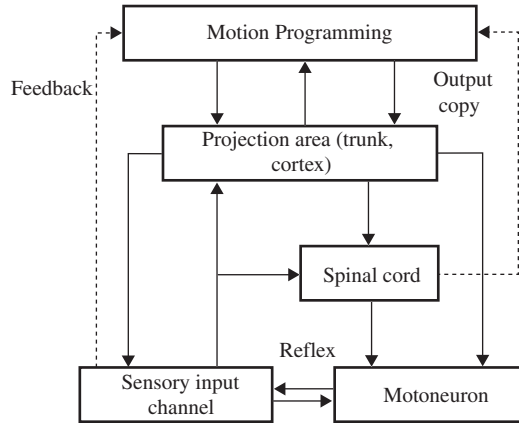 Motion Programming
Feedback
Output
copy
Projection area (trunk,
cortex)
Spinal cord
Reflex
Sensory input
channel
Motoneuron